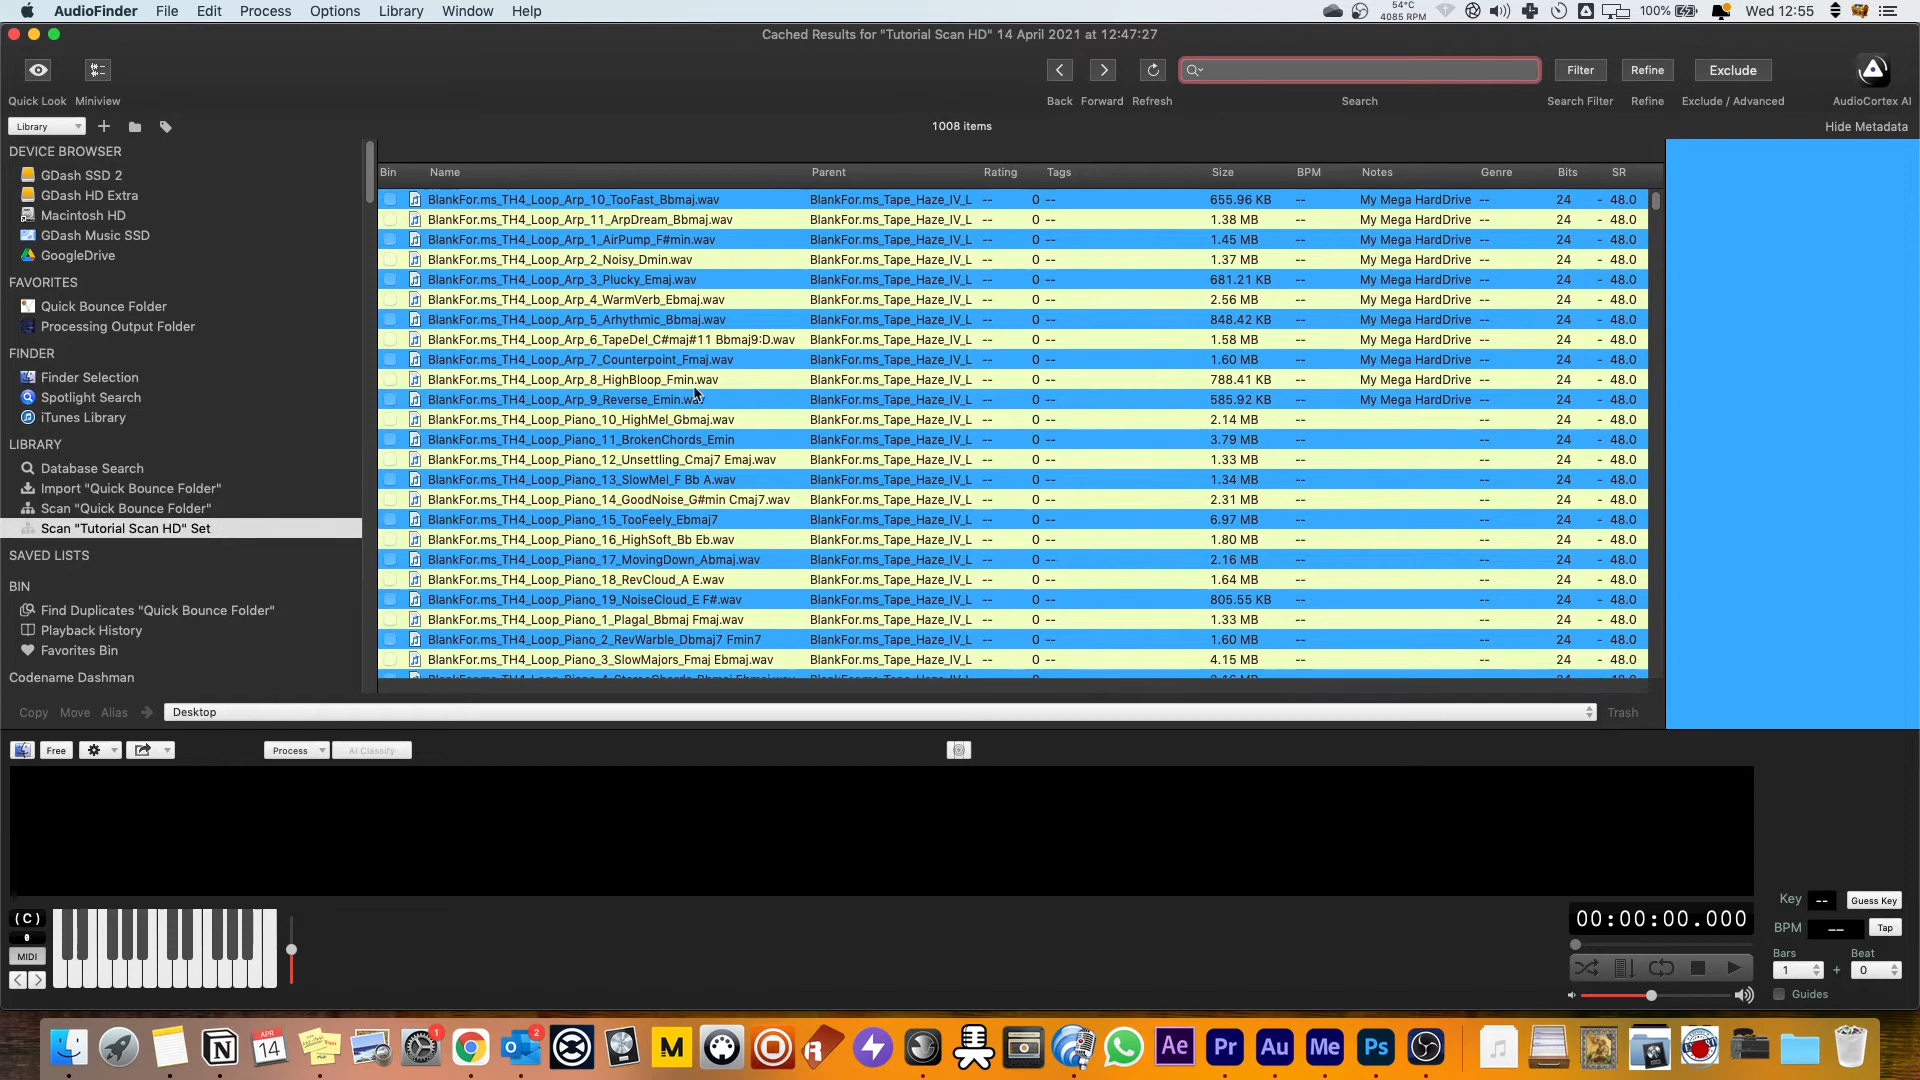 AudioFinder File Edit Process Options Library Window Help 54°C 4085 RPM 100% Wed 12:55
Cached Results for "Tutorial Scan HD" 14 April 2021 at 12:47:27
Filter Refine Exclude
Quick Look Miniview Back Forward Refresh Search Search Filter Refine Exclude / Advanced AudioCortex AI
Library 1008 items Hide Metadata
DEVICE BROWSER
GDash SSD 2
GDash HD Extra
Macintosh HD
GDash Music SSD
GoogleDrive
FAVORITES
Quick Bounce Folder
Processing Output Folder
FINDER
Finder Selection
Spotlight Search
iTunes Library
LIBRARY
Database Search
Import "Quick Bounce Folder"
Scan "Quick Bounce Folder"
Scan "Tutorial Scan HD" Set
SAVED LISTS
BIN
Find Duplicates "Quick Bounce Folder"
Playback History
Favorites Bin
Codename Dashman
Bin Name Parent Rating Tags Size BPM Notes Genre Bits SR
BlankFor.ms_TH4_Loop_Arp_10_TooFast_Bbmaj.wav BlankFor.ms_Tape_Haze_IV_L -- 0 -- 655.96 KB -- My Mega HardDrive -- 24 - 48.0
BlankFor.ms_TH4_Loop_Arp_11_ArpDream_Bbmaj.wav BlankFor.ms_Tape_Haze_IV_L -- 0 -- 1.38 MB -- My Mega HardDrive -- 24 - 48.0
BlankFor.ms_TH4_Loop_Arp_1_AirPump_F#min.wav BlankFor.ms_Tape_Haze_IV_L -- 0 -- 1.45 MB -- My Mega HardDrive -- 24 - 48.0
BlankFor.ms_TH4_Loop_Arp_2_Noisy_Dmin.wav BlankFor.ms_Tape_Haze_IV_L -- 0 -- 1.37 MB -- My Mega HardDrive -- 24 - 48.0
BlankFor.ms_TH4_Loop_Arp_3_Plucky_Emaj.wav BlankFor.ms_Tape_Haze_IV_L -- 0 -- 681.21 KB -- My Mega HardDrive -- 24 - 48.0
BlankFor.ms_TH4_Loop_Arp_4_WarmVerb_Ebmaj.wav BlankFor.ms_Tape_Haze_IV_L -- 0 -- 2.56 MB -- My Mega HardDrive -- 24 - 48.0
BlankFor.ms_TH4_Loop_Arp_5_Arhythmic_Bbmaj.wav BlankFor.ms_Tape_Haze_IV_L -- 0 -- 848.42 KB -- My Mega HardDrive -- 24 - 48.0
BlankFor.ms_TH4_Loop_Arp_6_TapeDel_C#maj#11 Bbmaj9:D.wav BlankFor.ms_Tape_Haze_IV_L -- 0 -- 1.58 MB -- My Mega HardDrive -- 24 - 48.0
BlankFor.ms_TH4_Loop_Arp_7_Counterpoint_Fmaj.wav BlankFor.ms_Tape_Haze_IV_L -- 0 -- 1.60 MB -- My Mega HardDrive -- 24 - 48.0
BlankFor.ms_TH4_Loop_Arp_8_HighBloop_Fmin.wav BlankFor.ms_Tape_Haze_IV_L -- 0 -- 788.41 KB -- My Mega HardDrive -- 24 - 48.0
BlankFor.ms_TH4_Loop_Arp_9_Reverse_Emin.wav BlankFor.ms_Tape_Haze_IV_L -- 0 -- 585.92 KB -- My Mega HardDrive -- 24 - 48.0
BlankFor.ms_TH4_Loop_Piano_10_HighMel_Gbmaj.wav BlankFor.ms_Tape_Haze_IV_L -- 0 -- 2.14 MB -- -- 24 - 48.0
BlankFor.ms_TH4_Loop_Piano_11_BrokenChords_Emin BlankFor.ms_Tape_Haze_IV_L -- 0 -- 3.79 MB -- -- 24 - 48.0
BlankFor.ms_TH4_Loop_Piano_12_Unsettling_Cmaj7 Emaj.wav BlankFor.ms_Tape_Haze_IV_L -- 0 -- 1.33 MB -- -- 24 - 48.0
BlankFor.ms_TH4_Loop_Piano_13_SlowMel_F Bb A.wav BlankFor.ms_Tape_Haze_IV_L -- 0 -- 1.34 MB -- -- 24 - 48.0
BlankFor.ms_TH4_Loop_Piano_14_GoodNoise_G#min Cmaj7.wav BlankFor.ms_Tape_Haze_IV_L -- 0 -- 2.31 MB -- -- 24 - 48.0
BlankFor.ms_TH4_Loop_Piano_15_TooFeely_Ebmaj7 BlankFor.ms_Tape_Haze_IV_L -- 0 -- 6.97 MB -- -- 24 - 48.0
BlankFor.ms_TH4_Loop_Piano_16_HighSoft_Bb Eb.wav BlankFor.ms_Tape_Haze_IV_L -- 0 -- 1.80 MB -- -- 24 - 48.0
BlankFor.ms_TH4_Loop_Piano_17_MovingDown_Abmaj.wav BlankFor.ms_Tape_Haze_IV_L -- 0 -- 2.16 MB -- -- 24 - 48.0
BlankFor.ms_TH4_Loop_Piano_18_RevCloud_A E.wav BlankFor.ms_Tape_Haze_IV_L -- 0 -- 1.64 MB -- -- 24 - 48.0
BlankFor.ms_TH4_Loop_Piano_19_NoiseCloud_E F#.wav BlankFor.ms_Tape_Haze_IV_L -- 0 -- 805.55 KB -- -- 24 - 48.0
BlankFor.ms_TH4_Loop_Piano_1_Plagal_Bbmaj Fmaj.wav BlankFor.ms_Tape_Haze_IV_L -- 0 -- 1.33 MB -- -- 24 - 48.0
BlankFor.ms_TH4_Loop_Piano_2_RevWarble_Dbmaj7 Fmin7 BlankFor.ms_Tape_Haze_IV_L -- 0 -- 1.60 MB -- -- 24 - 48.0
BlankFor.ms_TH4_Loop_Piano_3_SlowMajors_Fmaj Ebmaj.wav BlankFor.ms_Tape_Haze_IV_L -- 0 -- 4.15 MB -- -- 24 - 48.0
Copy Move Alias Desktop Trash
Free Process AI Classify
(C)
0
MIDI
00:00:00.000
Key -- Guess Key
BPM -- Tap
Bars Beat
1 + 0
Guides
APR 14 1 2 M Ae Pr Au Me Ps